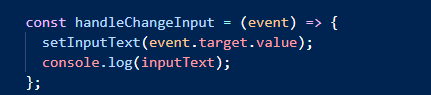 const handleChangeInput = (event) => {
  setInputText(event.target.value);
  console.log(inputText);
};